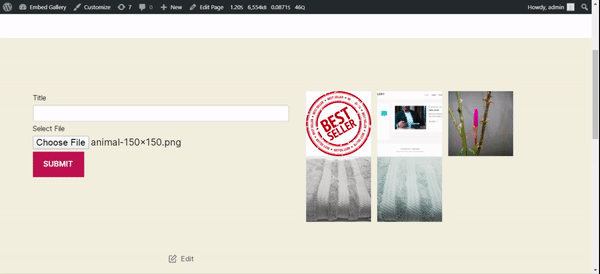 Embed Gallery Customize 7 0 New Edit Page 1.20s 6,554KB 0.0871s 46Q Howdy, admin
Title
Select File
Choose File animal-150×150.png
SUBMIT
BEST SELLER
Edit